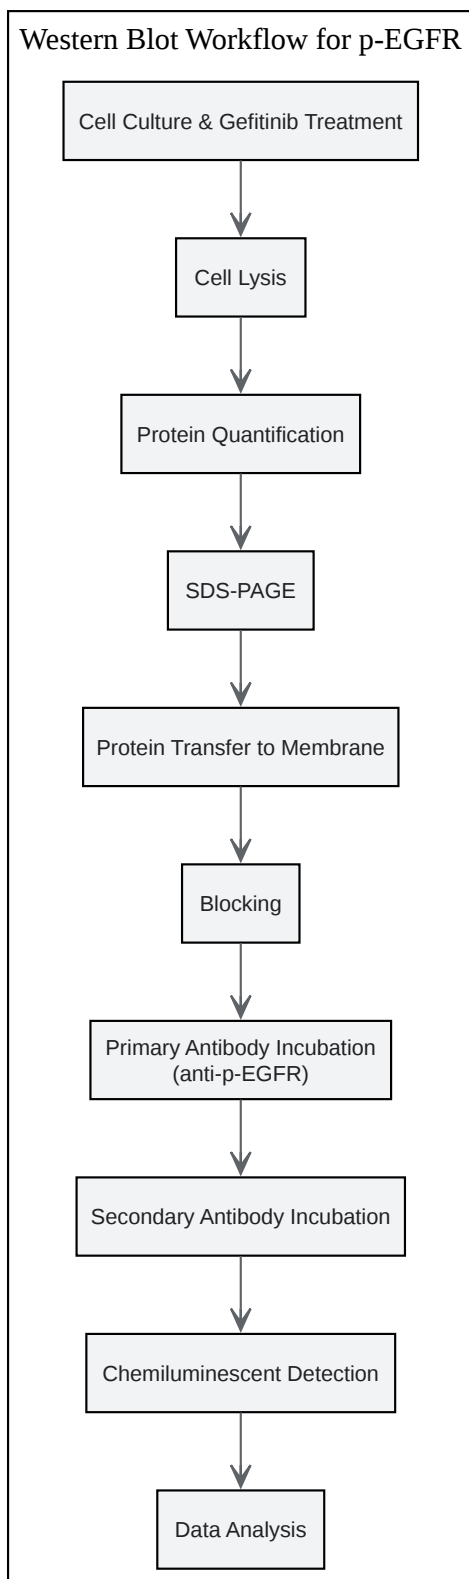 Western Blot Workflow for p-EGFR
Cell Culture & Gefitinib Treatment
Cell Lysis
Protein Quantification
SDS-PAGE
Protein Transfer to Membrane
Blocking
Primary Antibody Incubation
(anti-p-EGFR)
Secondary Antibody Incubation
Chemiluminescent Detection
Data Analysis